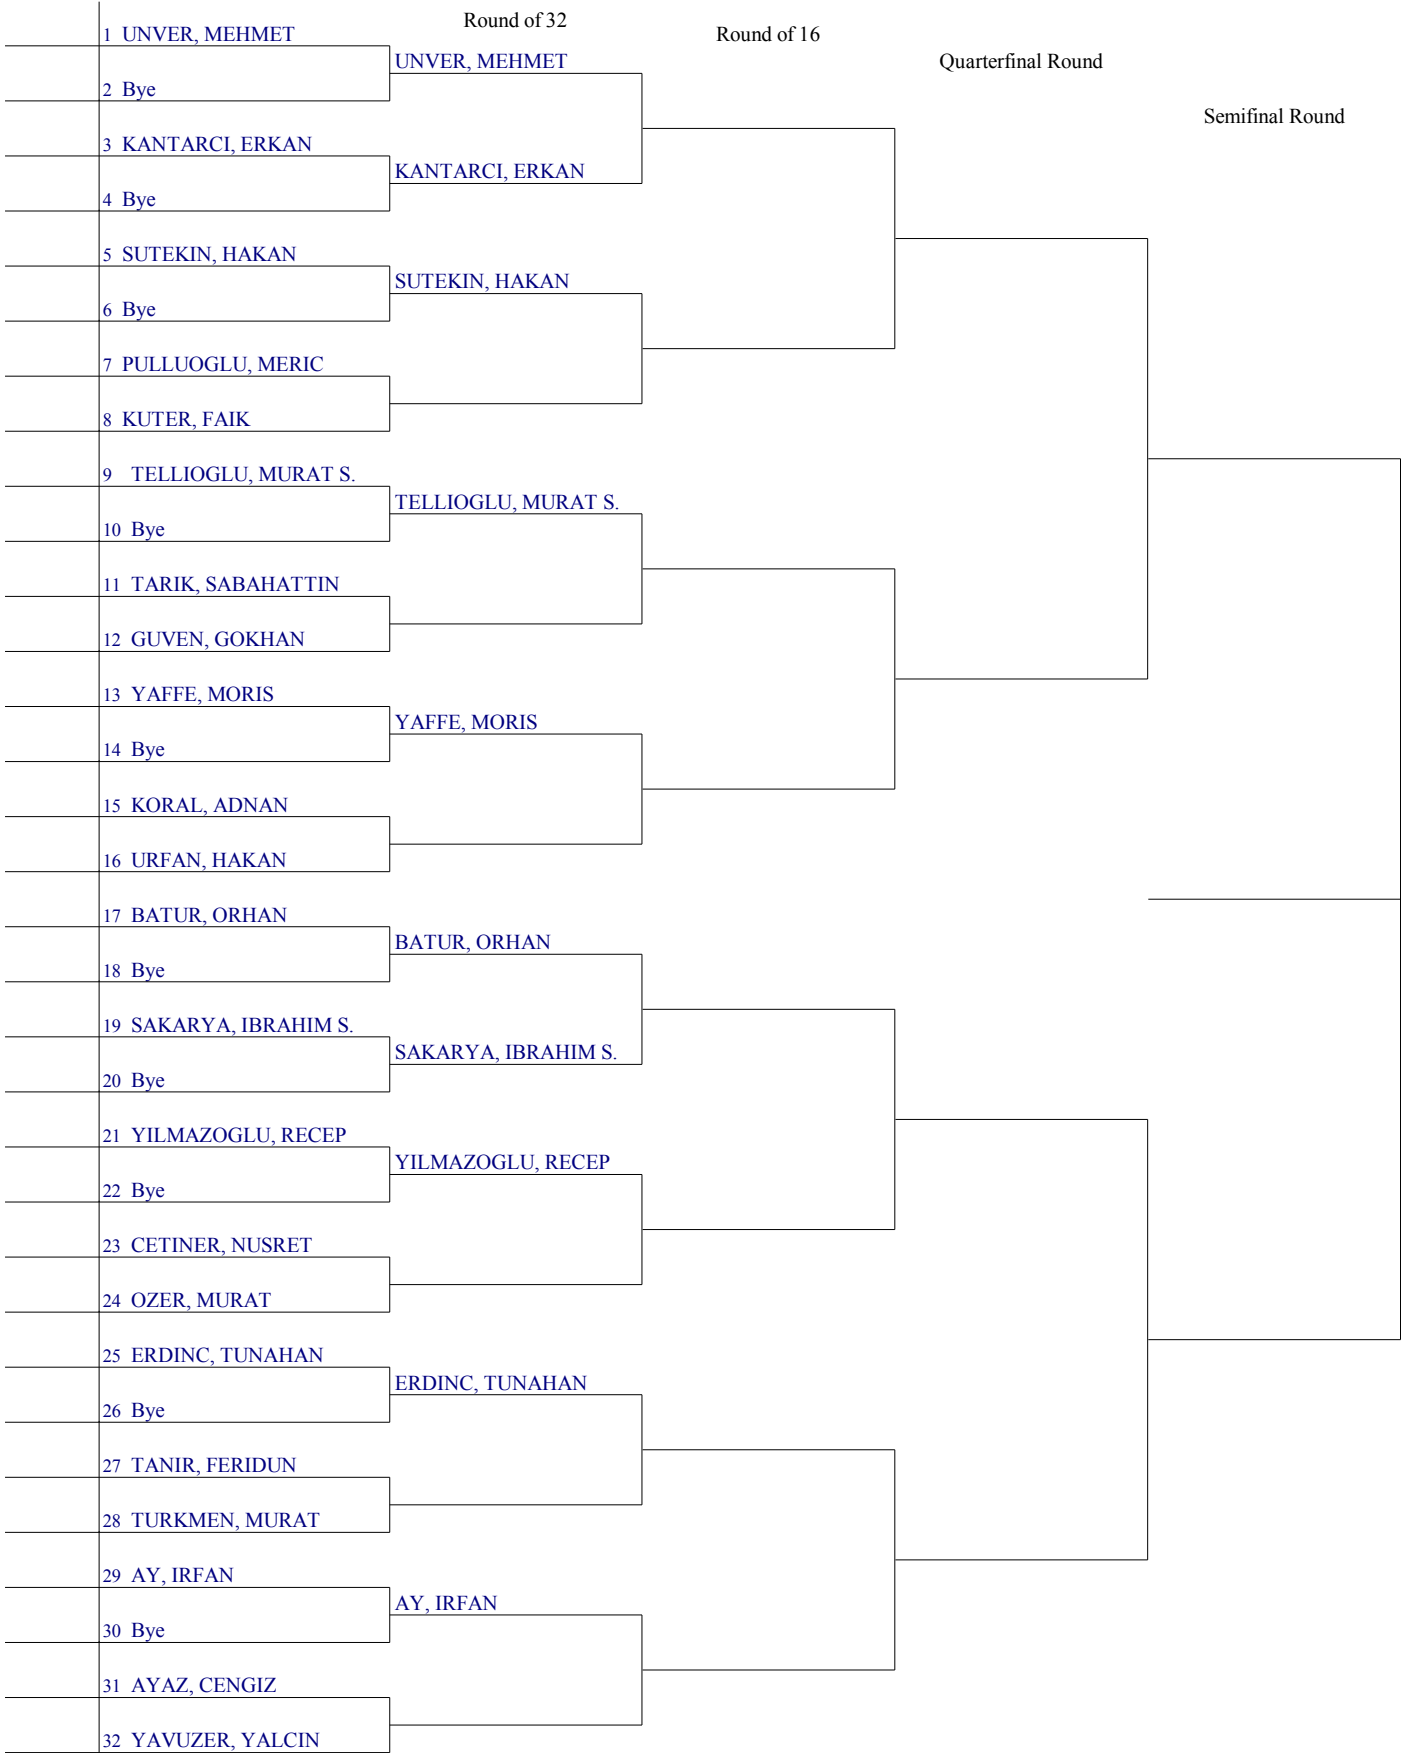 Round of 32
Round of 16
Quarterfinal Round
Semifinal Round
1 UNVER, MEHMET
2 Bye
3 KANTARCI, ERKAN
4 Bye
5 SUTEKIN, HAKAN
6 Bye
7 PULLUOGLU, MERIC
8 KUTER, FAIK
9 TELLIOGLU, MURAT S.
10 Bye
11 TARIK, SABAHATTIN
12 GUVEN, GOKHAN
13 YAFFE, MORIS
14 Bye
15 KORAL, ADNAN
16 URFAN, HAKAN
17 BATUR, ORHAN
18 Bye
19 SAKARYA, IBRAHIM S.
20 Bye
21 YILMAZOGLU, RECEP
22 Bye
23 CETINER, NUSRET
24 OZER, MURAT
25 ERDINC, TUNAHAN
26 Bye
27 TANIR, FERIDUN
28 TURKMEN, MURAT
29 AY, IRFAN
30 Bye
31 AYAZ, CENGIZ
32 YAVUZER, YALCIN
UNVER, MEHMET
KANTARCI, ERKAN
SUTEKIN, HAKAN
TELLIOGLU, MURAT S.
YAFFE, MORIS
BATUR, ORHAN
SAKARYA, IBRAHIM S.
YILMAZOGLU, RECEP
ERDINC, TUNAHAN
AY, IRFAN